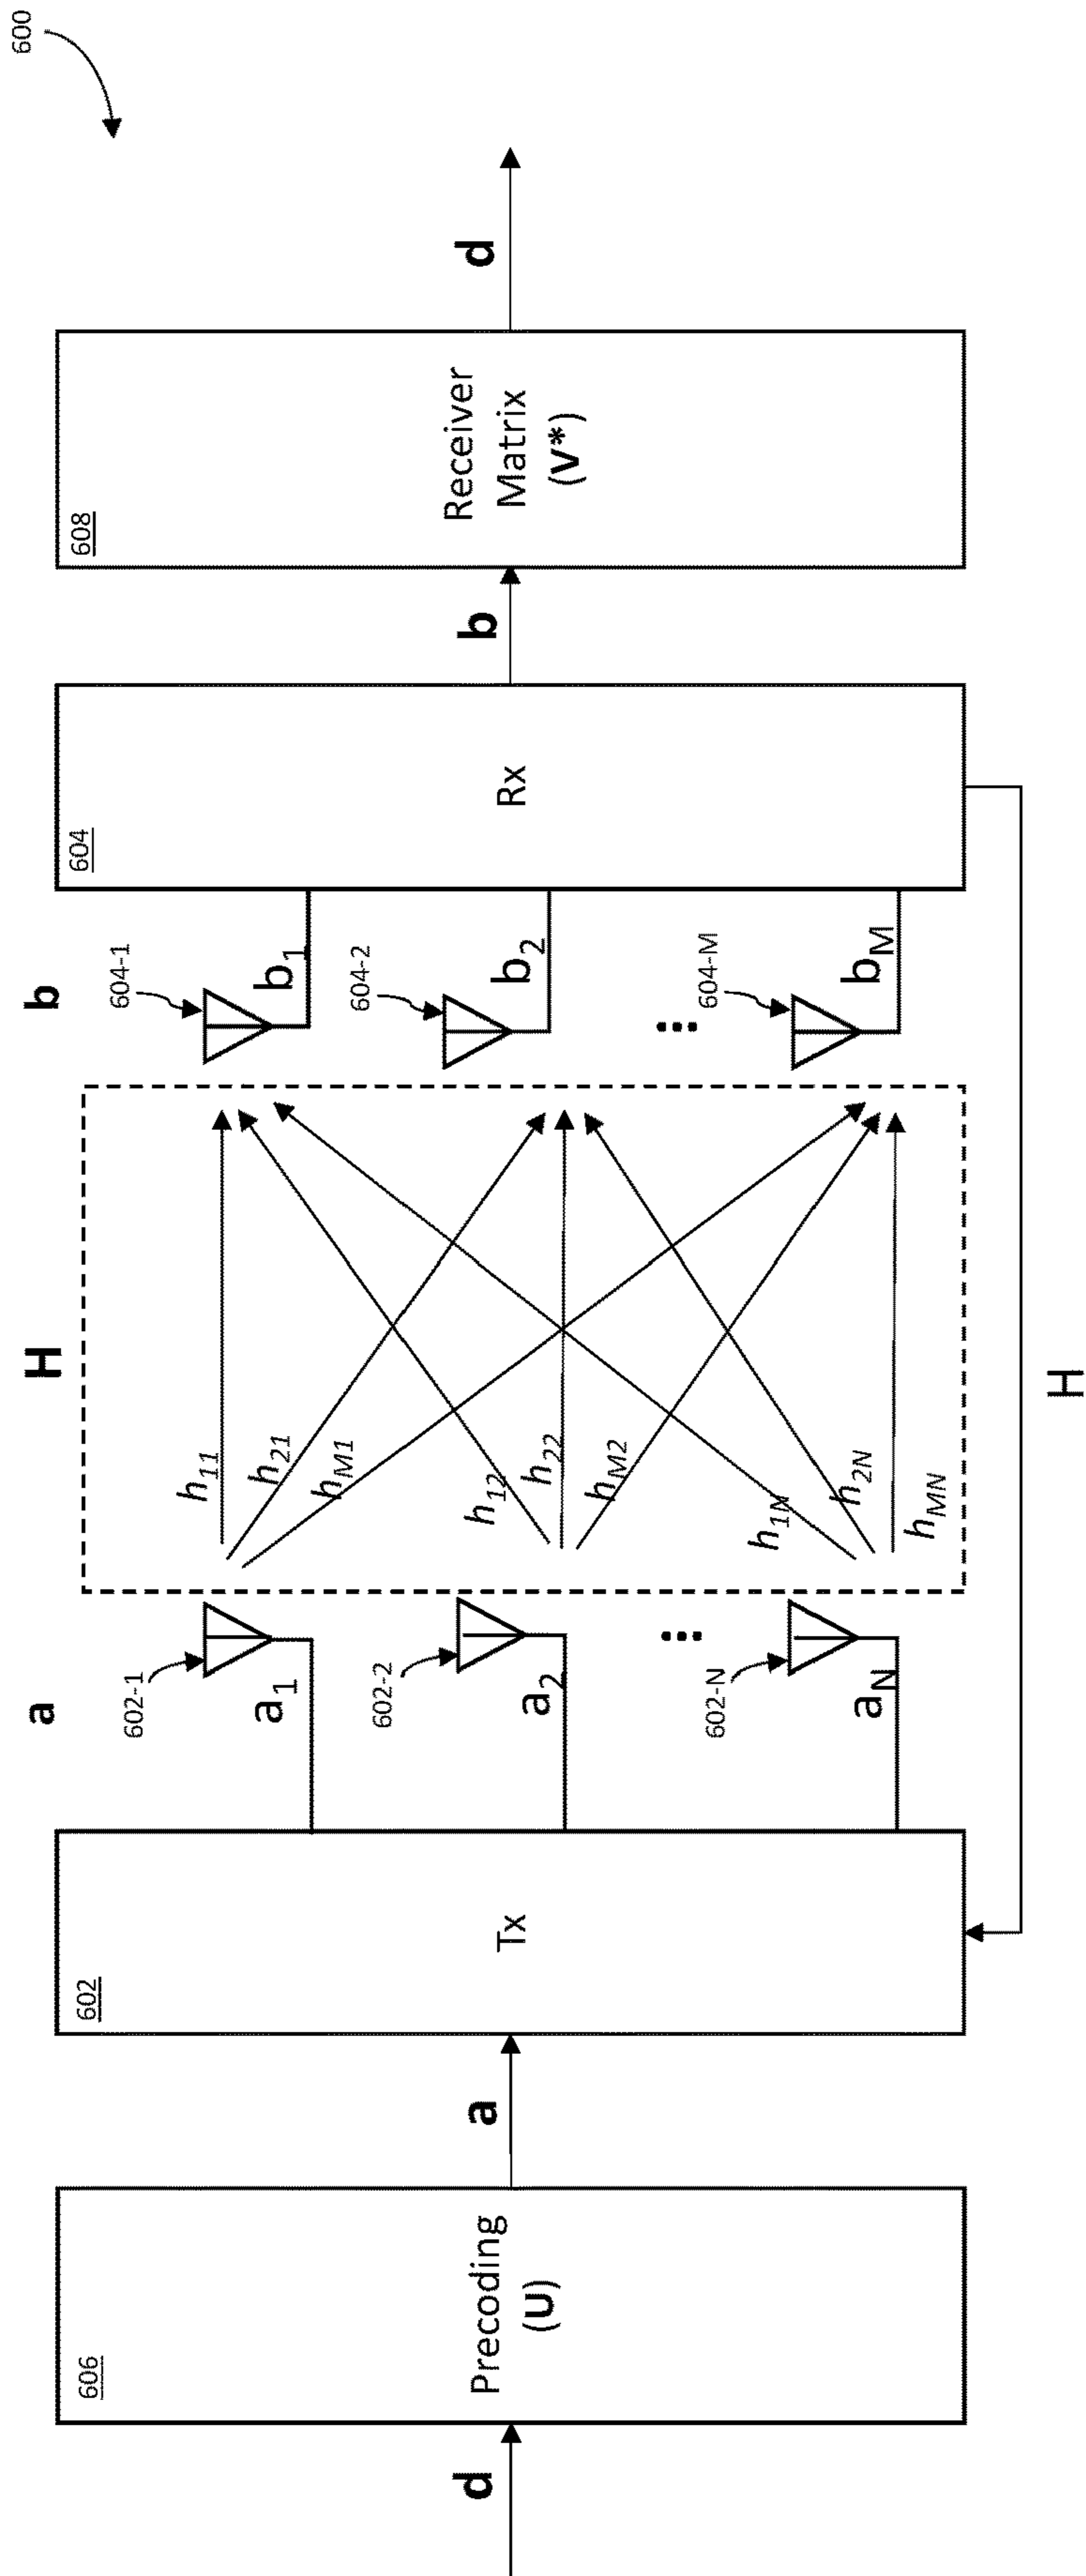 600
d
606
Precoding
(U)
a
602
Tx
a
602-1
a1
602-2
a2
...
602-N
aN
H
h11
h21
hM1
h12
h22
hM2
h1N
h2N
hMN
b
604-1
b1
604-2
b2
...
604-M
bM
604
Rx
H
b
608
Receiver
Matrix
(V*)
d